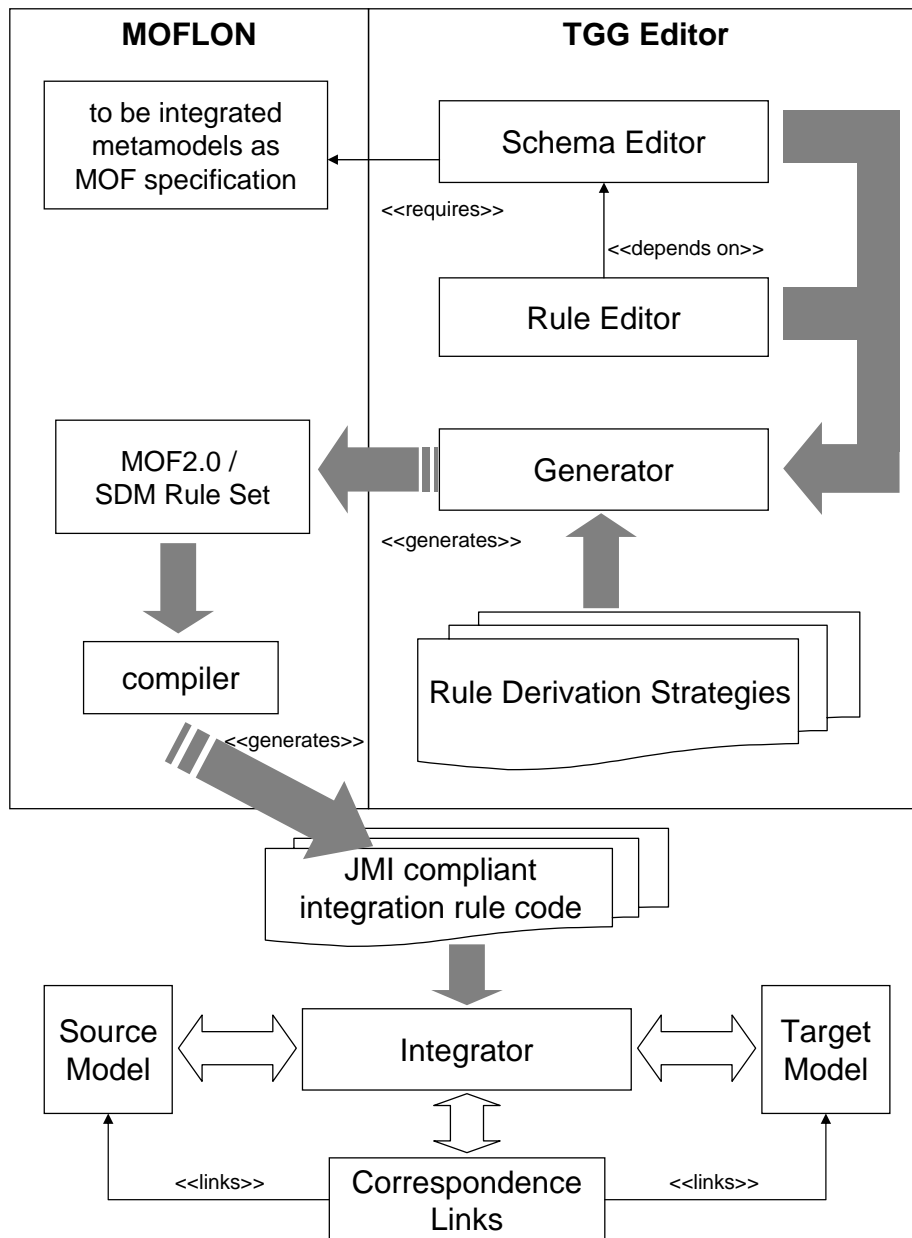 MOFLON
TGG Editor
to be integrated
metamodels as
MOF specification
Schema Editor
<<requires>>
<<depends on>>
Rule Editor
MOF2.0 /
SDM Rule Set
Generator
<<generates>>
compiler
Rule Derivation Strategies
<<generates>>
JMI compliant
integration rule code
Source
Model
Integrator
Target
Model
<<links>>
Correspondence
Links
<<links>>